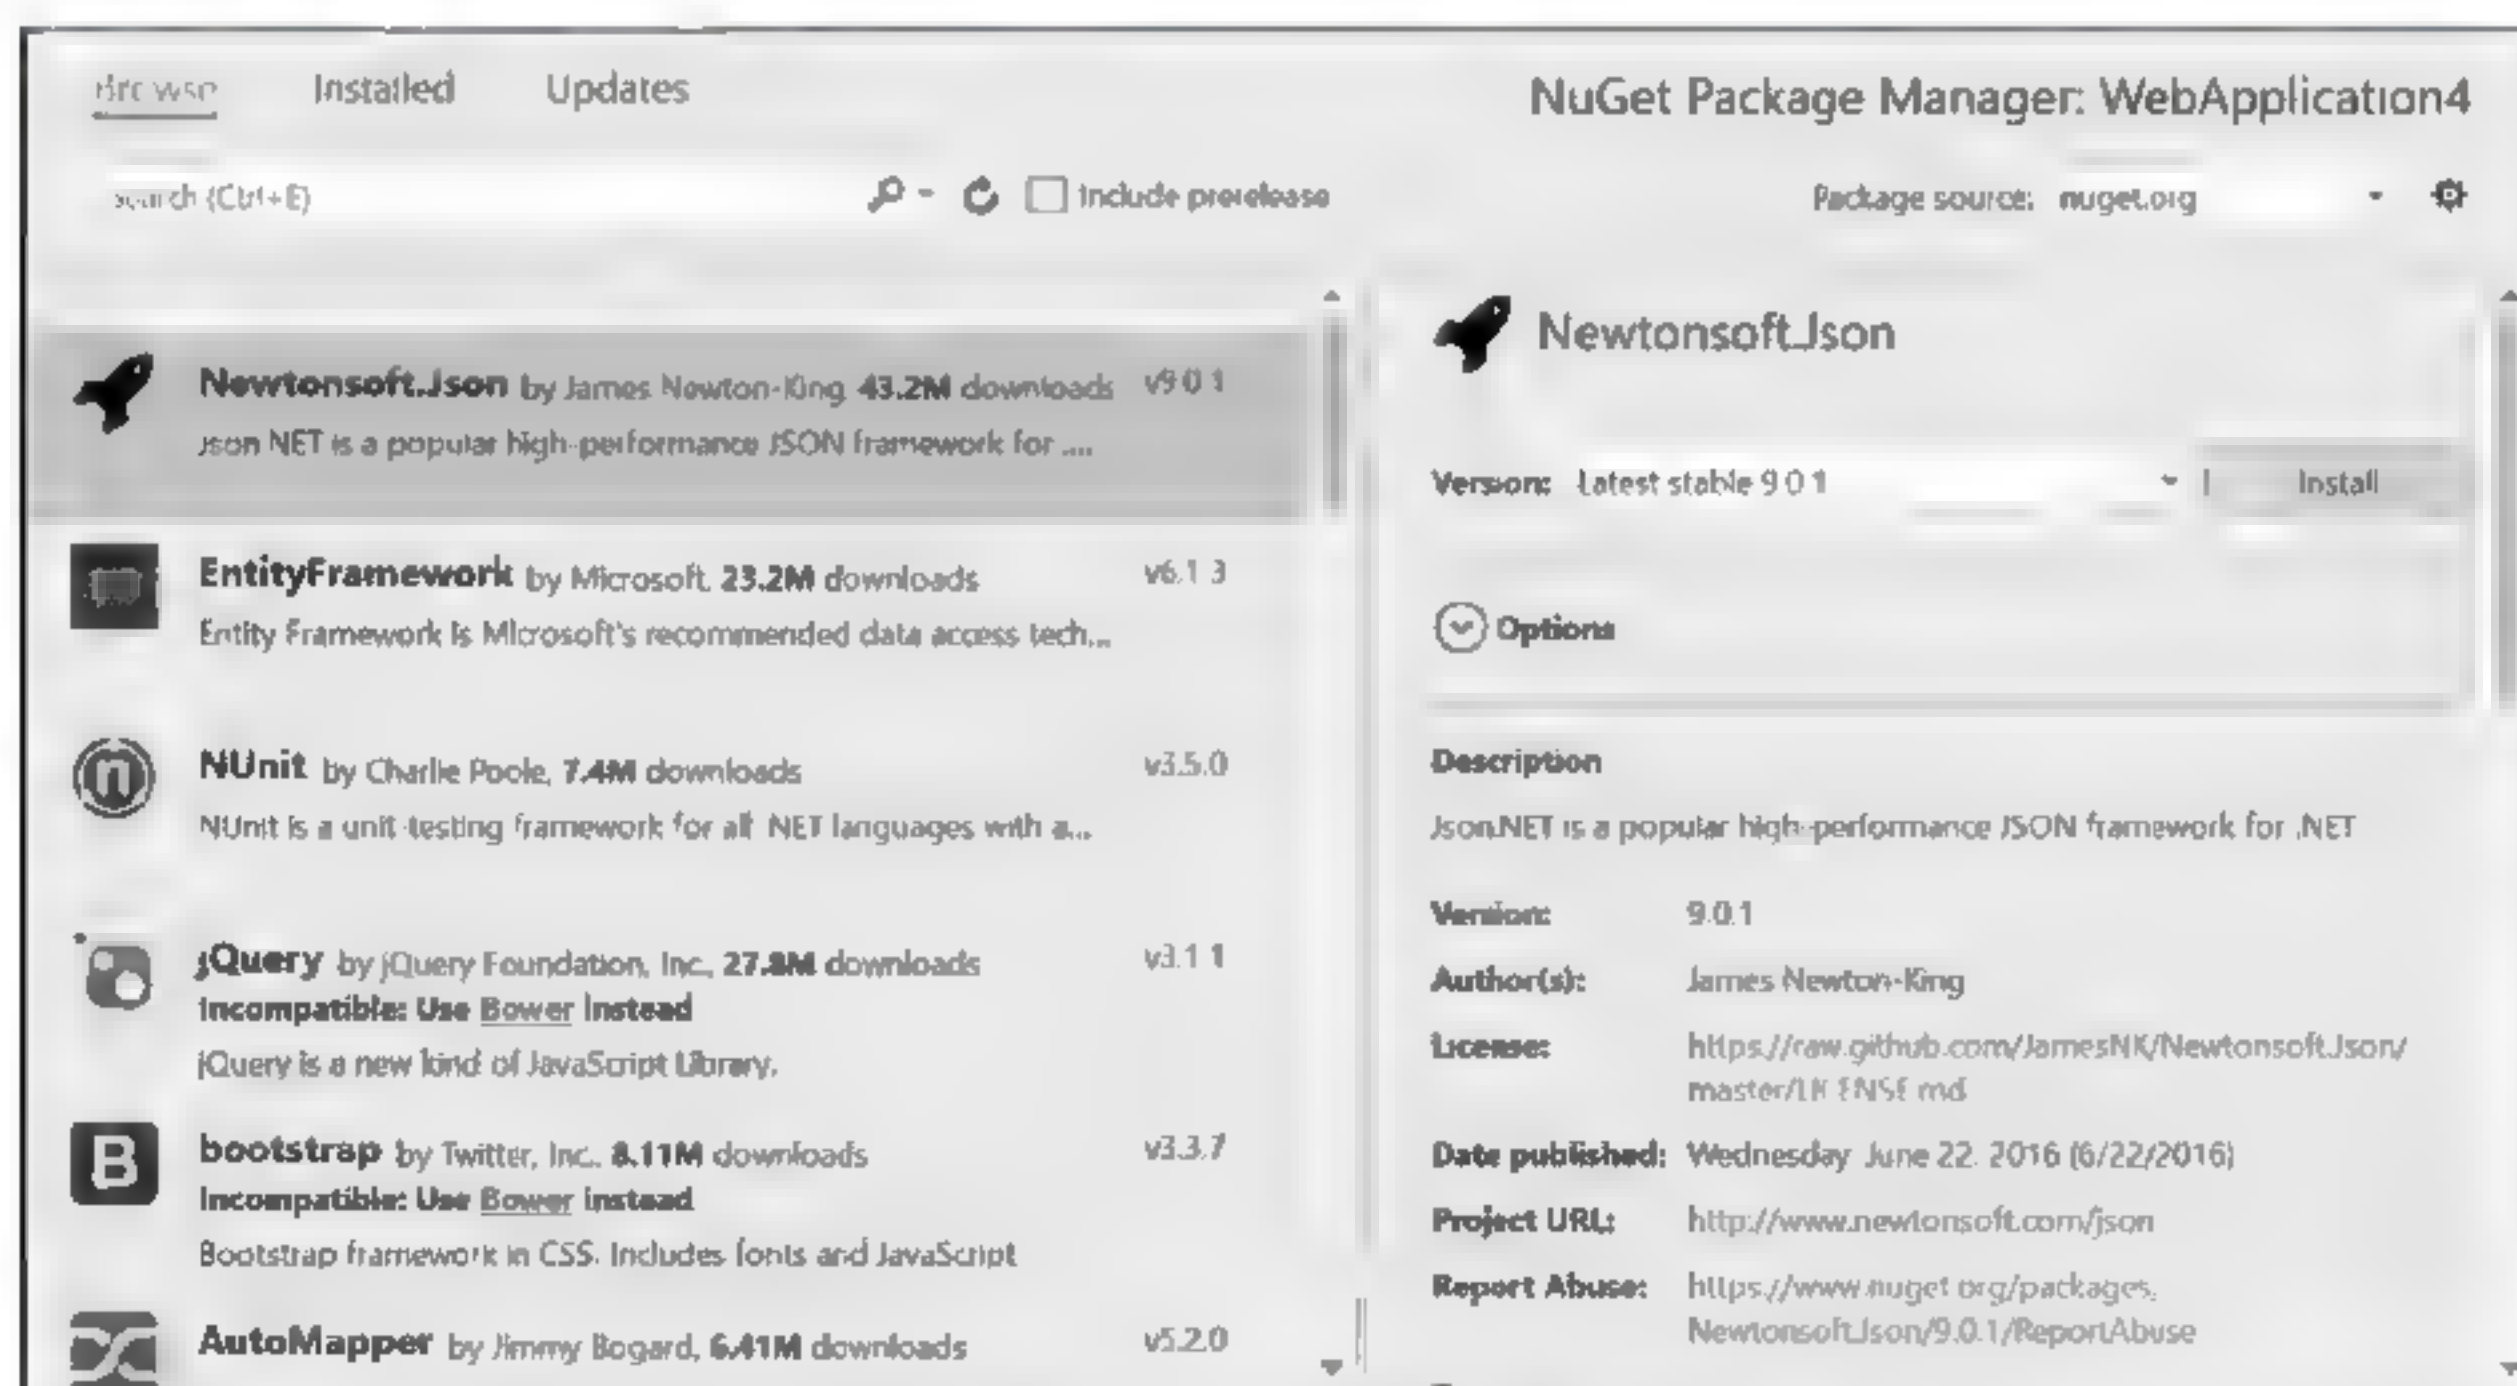 Browse Installed Updates
NuGet Package Manager: WebApplication4
Search (Ctrl+E)
Include prerelease
Package source: nuget.org
Newtonsoft.Json by James Newton-King, 43.2M downloads v9.0.1
Json.NET is a popular high-performance JSON framework for ....
EntityFramework by Microsoft, 23.2M downloads v6.1.3
Entity Framework is Microsoft's recommended data access tech...
NUnit by Charlie Poole, 7.4M downloads v3.5.0
NUnit is a unit-testing framework for all .NET languages with a...
jQuery by jQuery Foundation, Inc., 27.8M downloads v3.1.1
Incompatible: Use Bower instead
jQuery is a new kind of JavaScript Library.
bootstrap by Twitter, Inc., 8.11M downloads v3.3.7
Incompatible: Use Bower instead
Bootstrap framework in CSS. Includes fonts and JavaScript
AutoMapper by Jimmy Bogard, 6.41M downloads v5.2.0
Newtonsoft.Json
Version: Latest stable 9.0.1 Install
Options
Description
Json.NET is a popular high-performance JSON framework for .NET
Version: 9.0.1
Author(s): James Newton-King
License: https://raw.github.com/JamesNK/Newtonsoft.Json/
master/LICENSE.md
Date published: Wednesday, June 22, 2016 (6/22/2016)
Project URL: http://www.newtonsoft.com/json
Report Abuse: https://www.nuget.org/packages/
Newtonsoft.Json/9.0.1/ReportAbuse